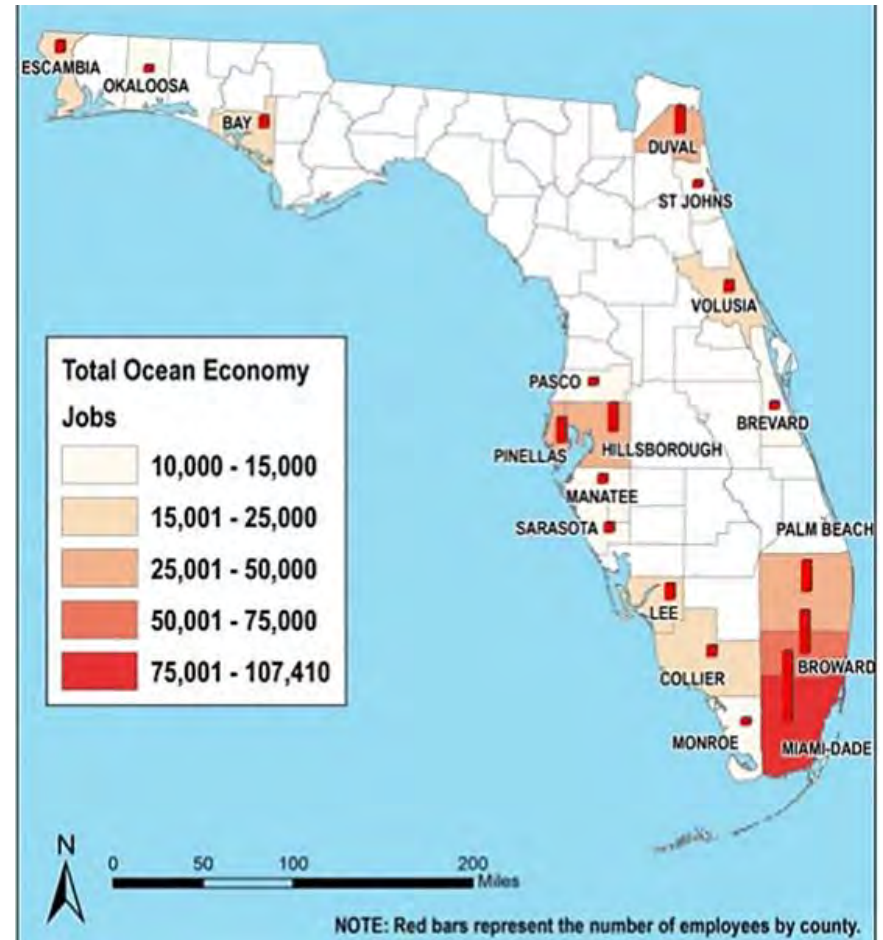 ESCAMBIA
OKALOOSA
BAY
DUVAL
ST JOHNS
VOLUSIA
PASCO
BREVARD
PINELLAS
HILLSBOROUGH
MANATEE
SARASOTA
PALM BEACH
LEE
COLLIER
BROWARD
MONROE
MIAMI-DADE
Total Ocean Economy
Jobs
10,000 - 15,000
15,001 - 25,000
25,001 - 50,000
50,001 - 75,000
75,001 - 107,410
N
0 50 100 200
Miles
NOTE: Red bars represent the number of employees by county.